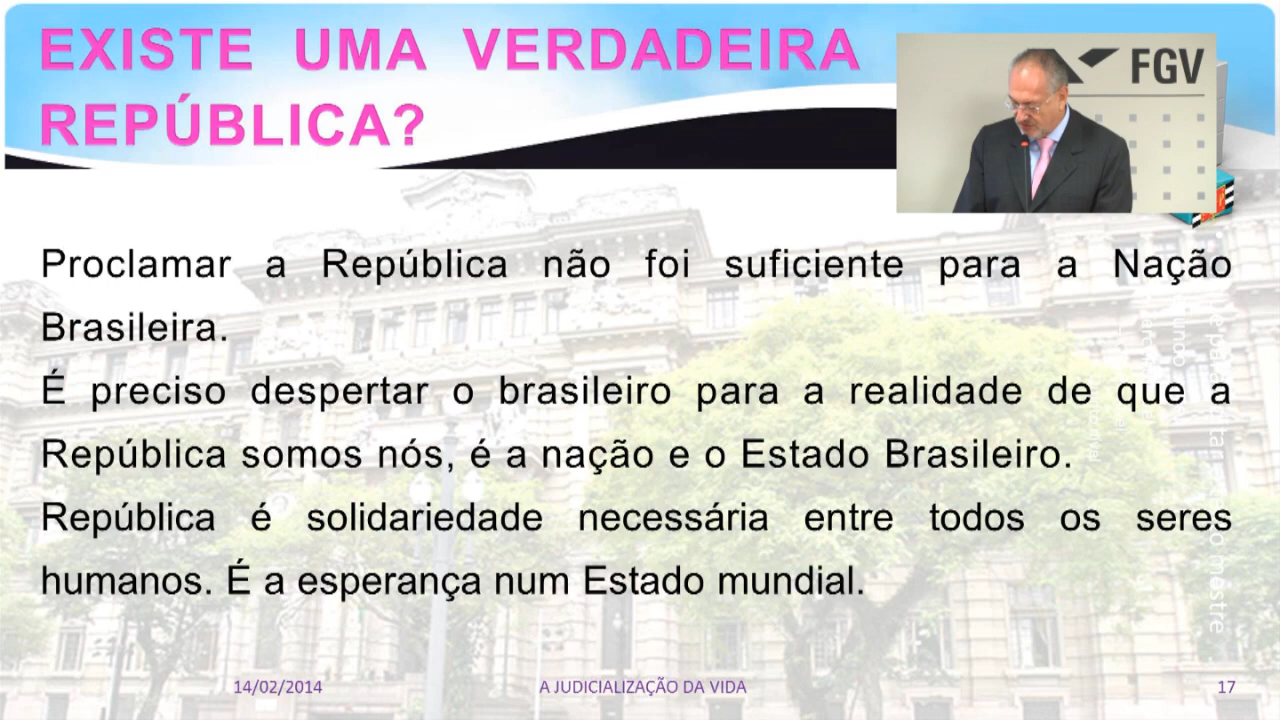 EXISTE UMA VERDADEIRA
REPÚBLICA?
FGV
Proclamar a República não foi suficiente para a Nação
Brasileira.
É preciso despertar o brasileiro para a realidade de que a
República somos nós, é a nação e o Estado Brasileiro.
República é solidariedade necessária entre todos os seres
humanos. É a esperança num Estado mundial.
14/02/2014
A JUDICIALIZAÇÃO DA VIDA
17